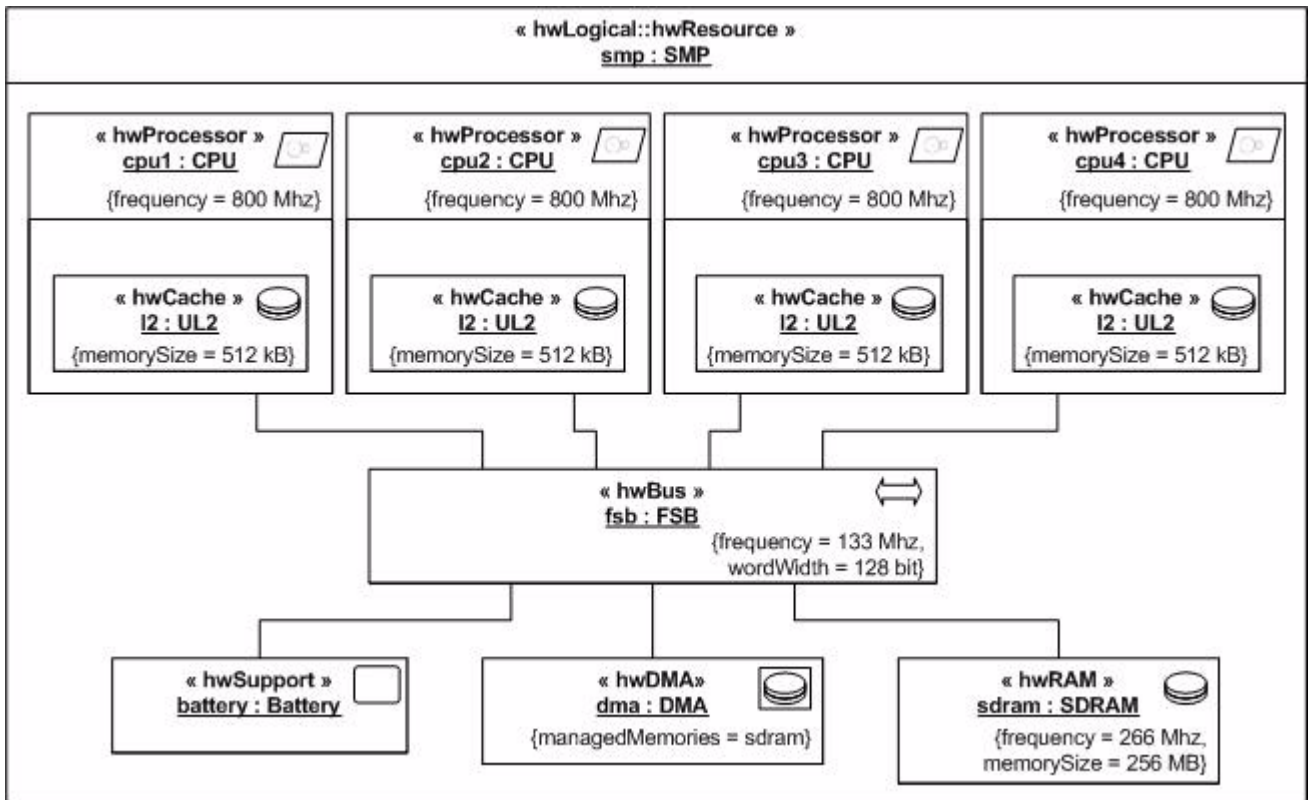 « hwLogical::hwResource »
smp : SMP
« hwProcessor »
cpu1 : CPU
{frequency = 800 Mhz}
« hwCache »
l2 : UL2
{memorySize = 512 kB}
« hwProcessor »
cpu2 : CPU
{frequency = 800 Mhz}
« hwCache »
l2 : UL2
{memorySize = 512 kB}
« hwProcessor »
cpu3 : CPU
{frequency = 800 Mhz}
« hwCache »
l2 : UL2
{memorySize = 512 kB}
« hwProcessor »
cpu4 : CPU
{frequency = 800 Mhz}
« hwCache »
l2 : UL2
{memorySize = 512 kB}
« hwBus »
fsb : FSB
{frequency = 133 Mhz,
wordWidth = 128 bit}
« hwSupport »
battery : Battery
« hwDMA»
dma : DMA
{managedMemories = sdram}
« hwRAM »
sdram : SDRAM
{frequency = 266 Mhz,
memorySize = 256 MB}